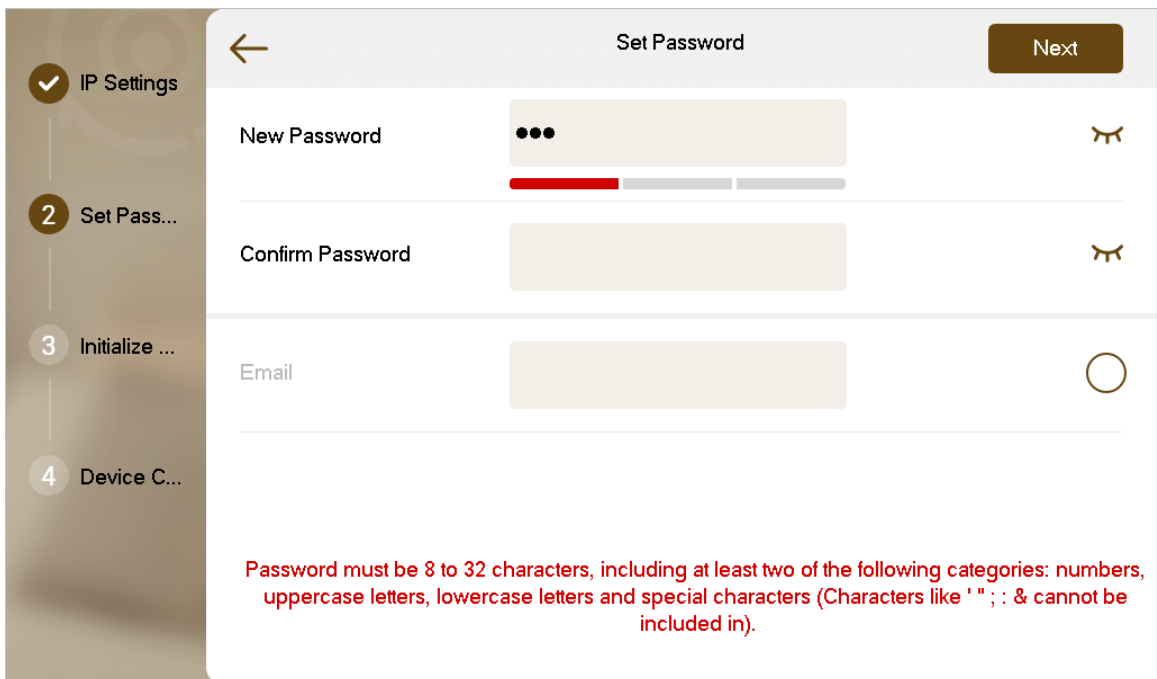 IP Settings
2 Set Pass...
3 Initialize ...
4 Device C...
Set Password
Next
New Password
•••
Confirm Password
Email
Password must be 8 to 32 characters, including at least two of the following categories: numbers,
uppercase letters, lowercase letters and special characters (Characters like ' " ; : & cannot be
included in).